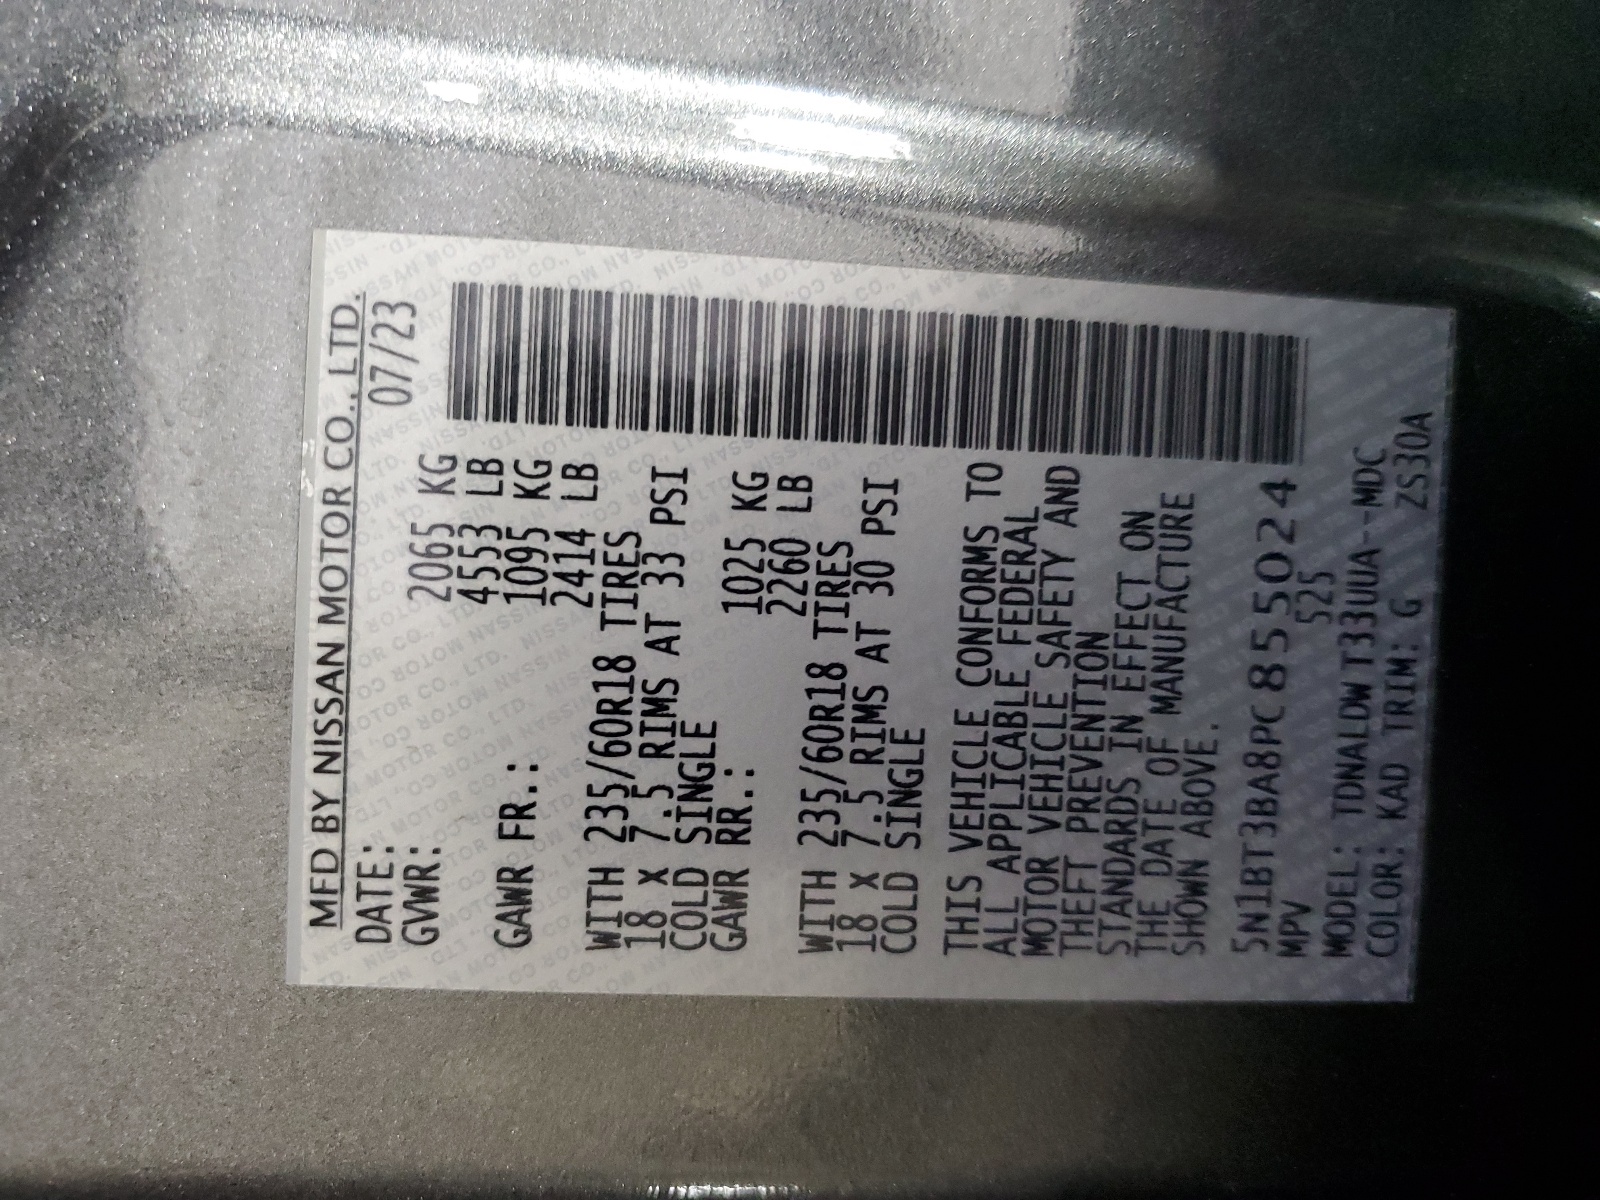 MFD BY NISSAN MOTOR CO., LTD.
DATE: 07/23
GVWR: 2065 KG
4553 LB
GAWR FR.: 1095 KG
2414 LB
WITH 235/60R18 TIRES
18 X 7.5 RIMS AT 33 PSI
COLD SINGLE
GAWR RR.: 1025 KG
2260 LB
WITH 235/60R18 TIRES
18 X 7.5 RIMS AT 30 PSI
COLD SINGLE
THIS VEHICLE CONFORMS TO
ALL APPLICABLE FEDERAL
MOTOR VEHICLE SAFETY AND
THEFT PREVENTION
STANDARDS IN EFFECT ON
THE DATE OF MANUFACTURE
SHOWN ABOVE.
5N1BT3BA8PC855024
MPV 525
MODEL: TDNALDWT33UUA--MDC
COLOR: KAD TRIM: G ZS30A